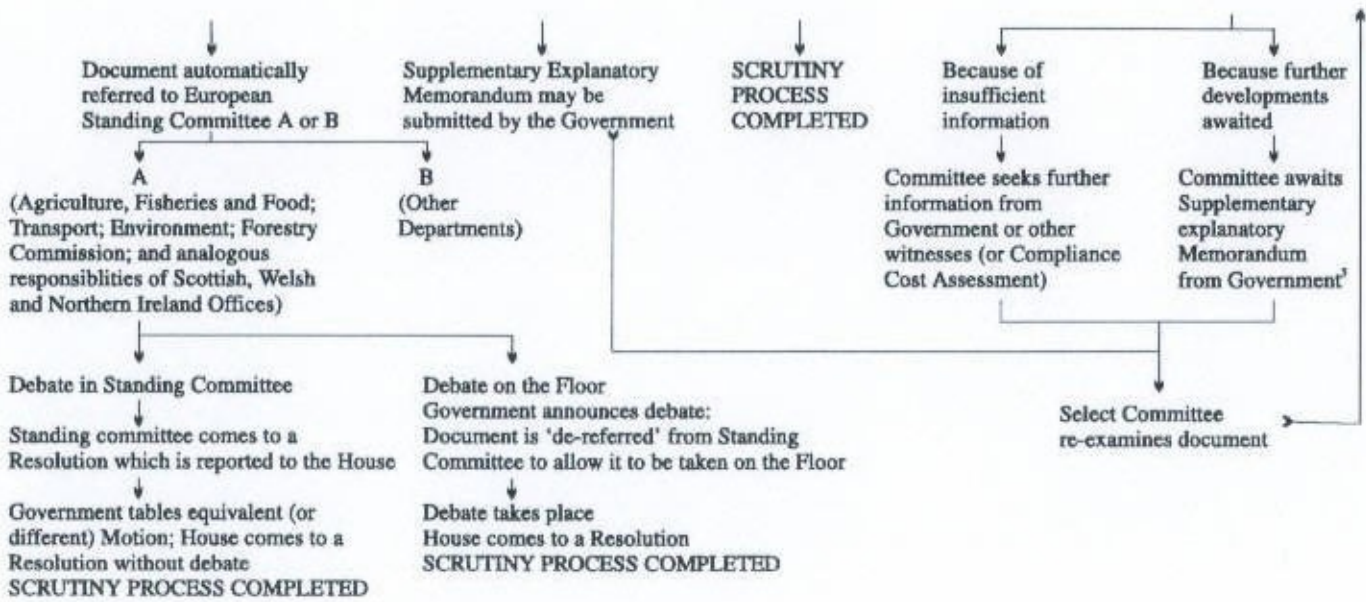 Document automatically
referred to European
Standing Committee A or B
Supplementary Explanatory
Memorandum may be
submitted by the Government
SCRUTINY
PROCESS
COMPLETED
Because of
insufficient
information
Because further
developments
awaited
A
(Agriculture, Fisheries and Food;
Transport; Environment; Forestry
Commission; and analogous
responsiblities of Scottish, Welsh
and Northern Ireland Offices)
B
(Other
Departments)
Committee seeks further
information from
Government or other
witnesses (or Compliance
Cost Assessment)
Committee awaits
Supplementary
explanatory
Memorandum
from Government⁵
Debate in Standing Committee
Standing committee comes to a
Resolution which is reported to the House
Government tables equivalent (or
different) Motion; House comes to a
Resolution without debate
SCRUTINY PROCESS COMPLETED
Debate on the Floor
Government announces debate:
Document is 'de-referred' from Standing
Committee to allow it to be taken on the Floor
Debate takes place
House comes to a Resolution
SCRUTINY PROCESS COMPLETED
Select Committee
re-examines document